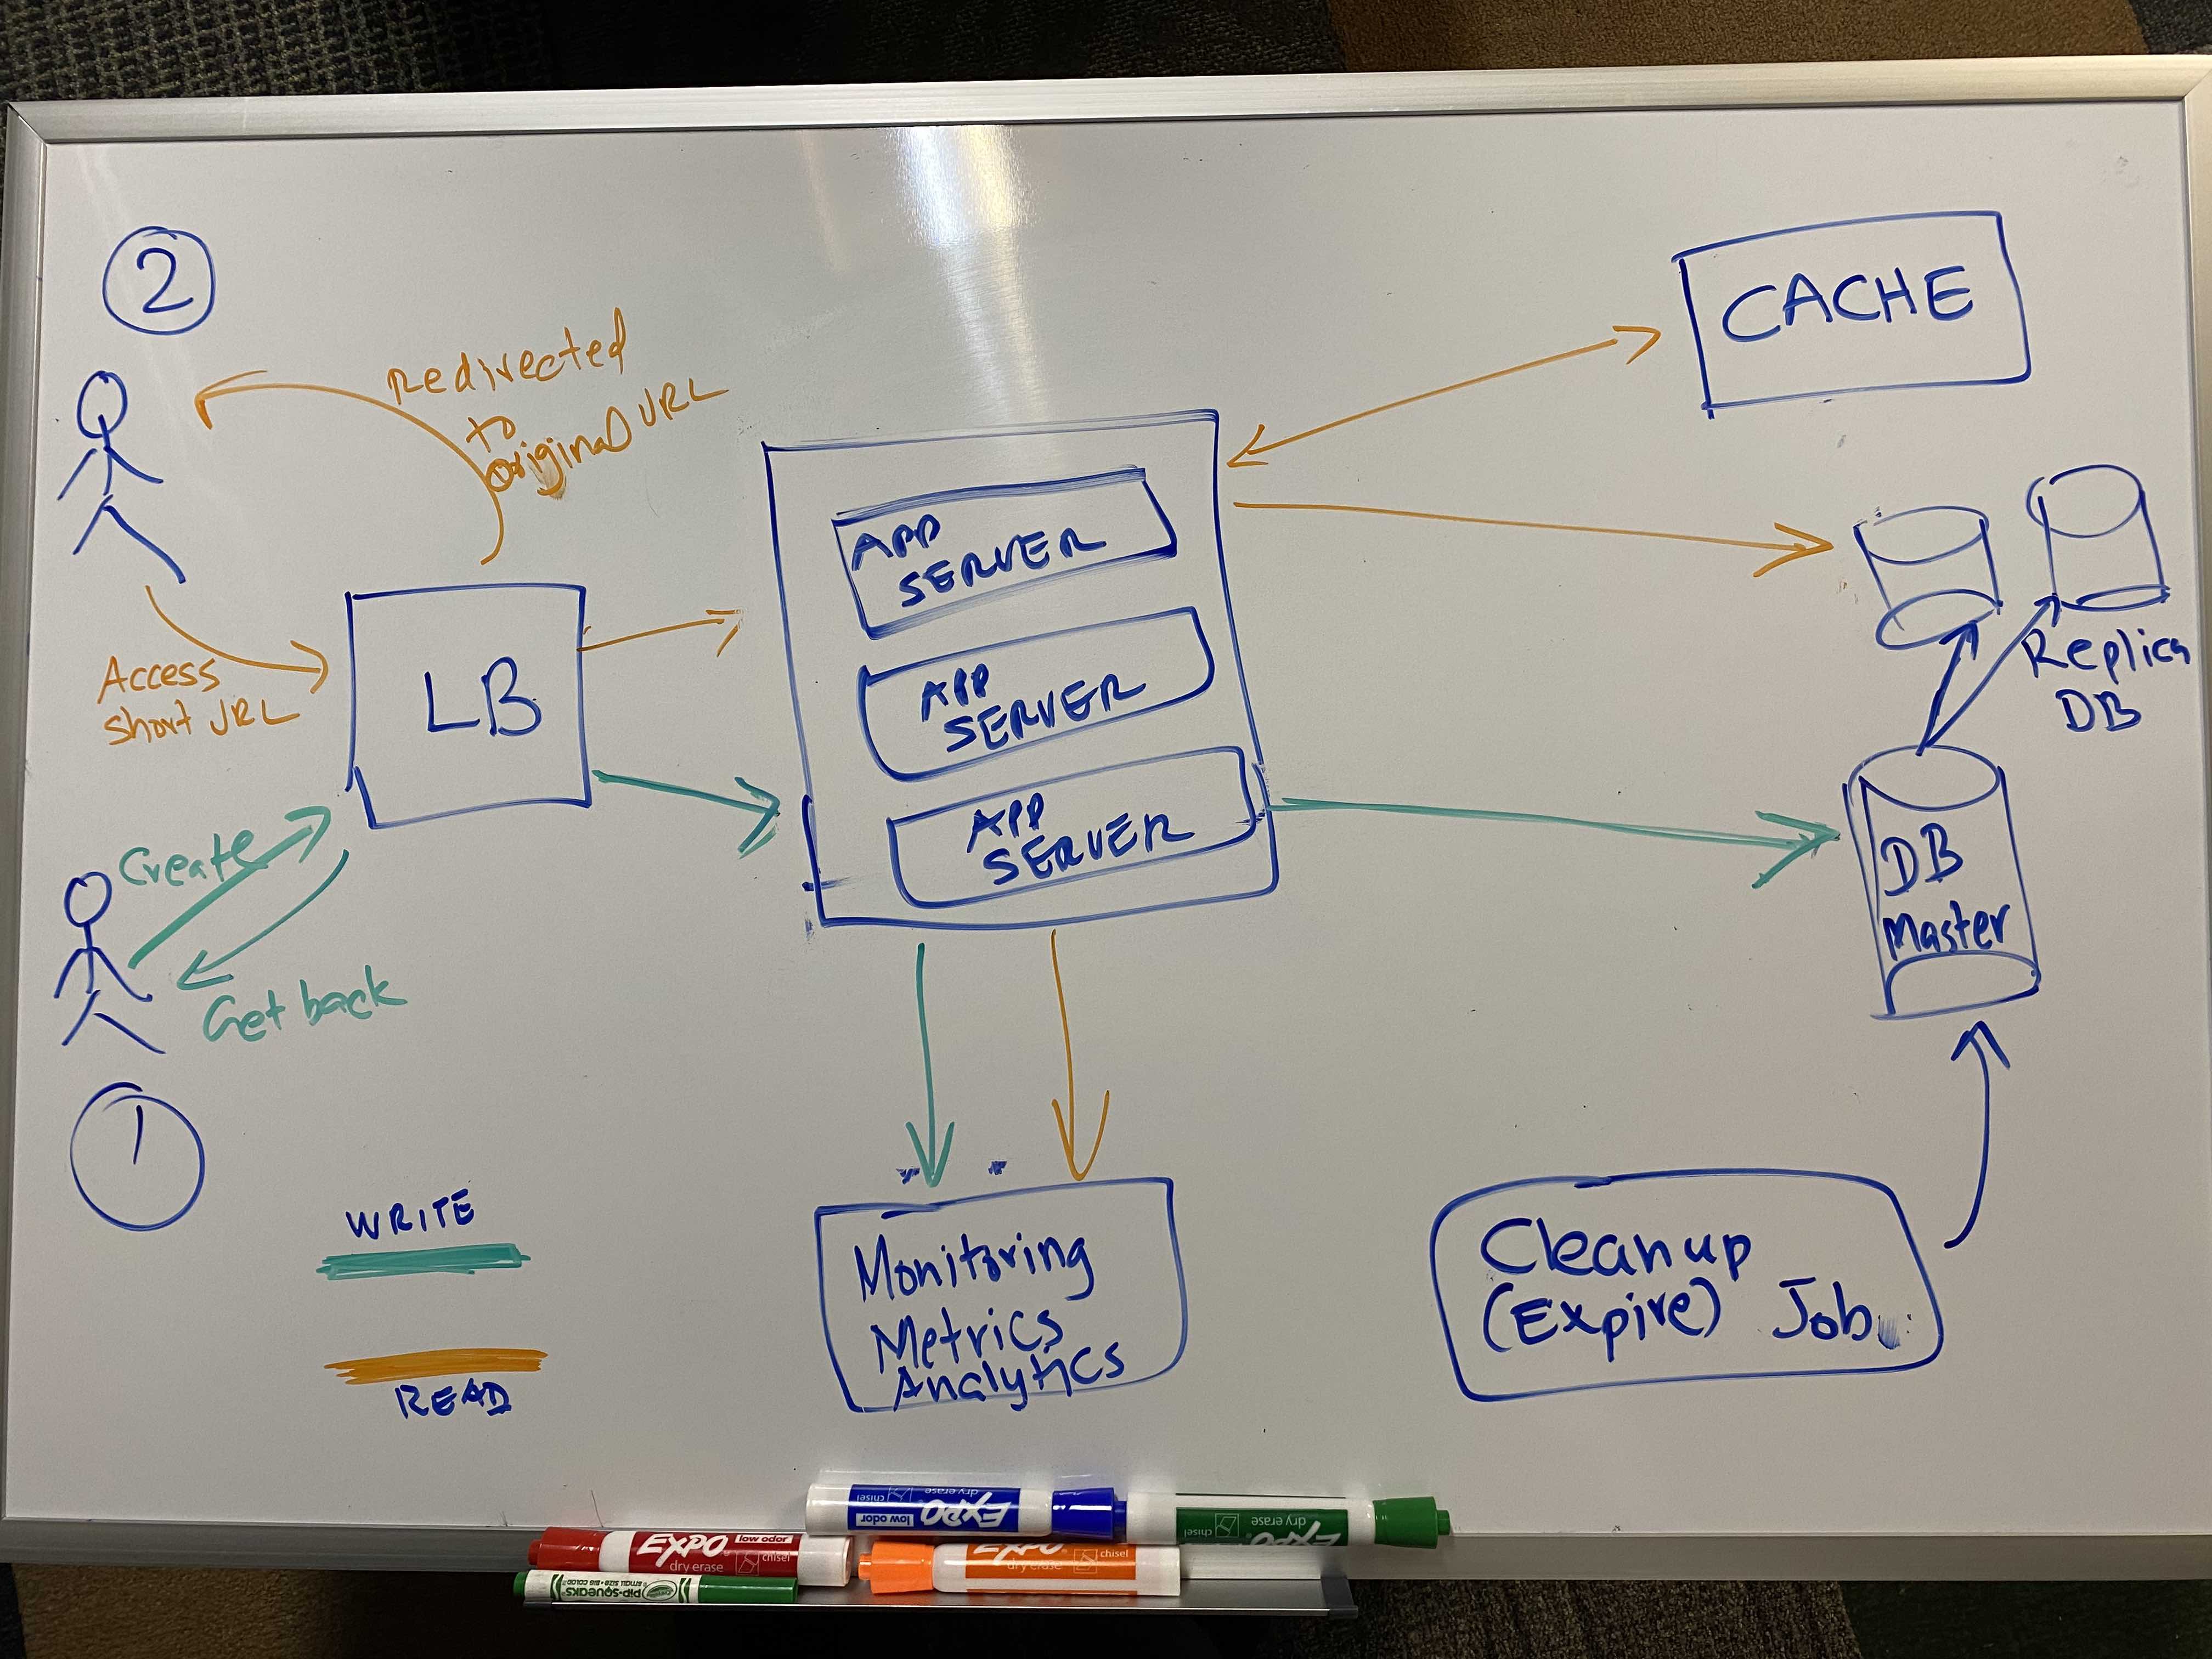 2
Redirected
to
Original URL
Access
short URL
LB
Create
Get back
1
WRITE
READ
APP
SERVER
APP
SERVER
APP
SERVER
CACHE
Replica
DB
DB
Master
Monitoring
Metrics
Analytics
Cleanup
(Expire) Job
EXPO
low odor
dry erase
chisel
EXPO
dry erase
chisel
EXPO low odor
dry erase chisel
EXPO chisel
dry erase
PiP-SQUEAKS